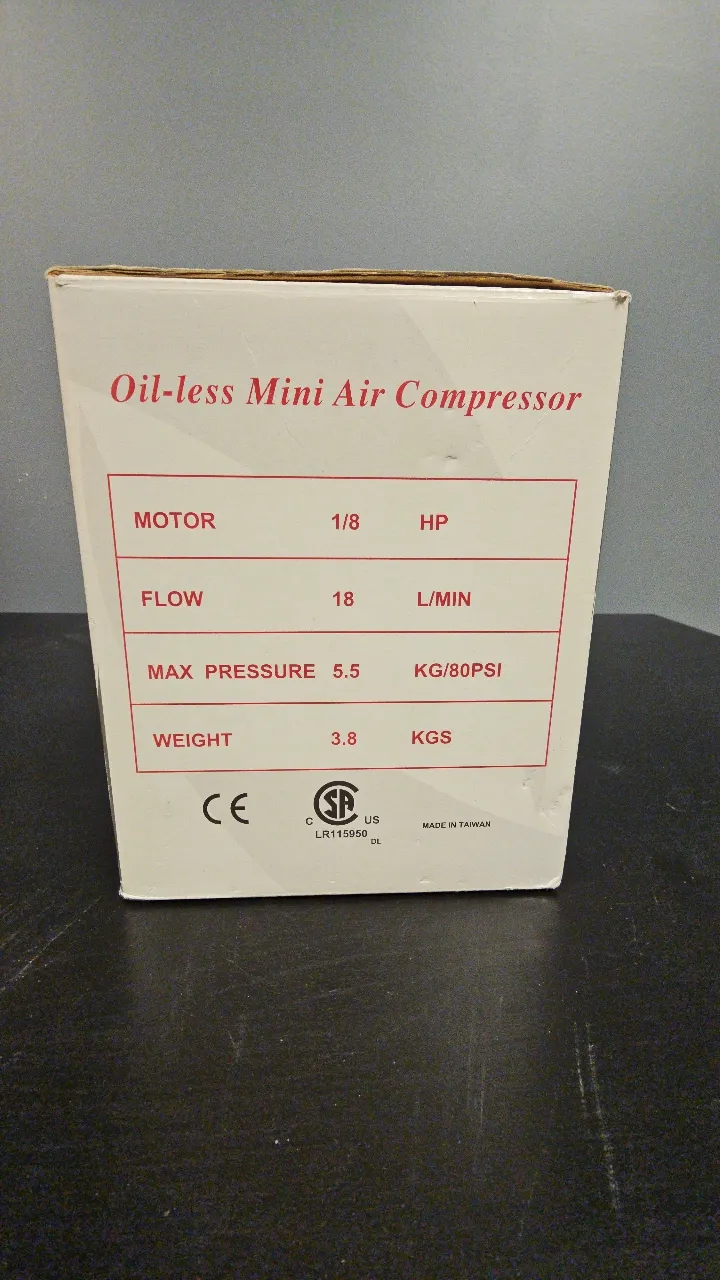 Oil-less Mini Air Compressor
MOTOR 1/8 HP
FLOW 18 L/MIN
MAX PRESSURE 5.5 KG/80PSI
WEIGHT 3.8 KGS
CE C SA US MADE IN TAIWAN
LR115950
DL